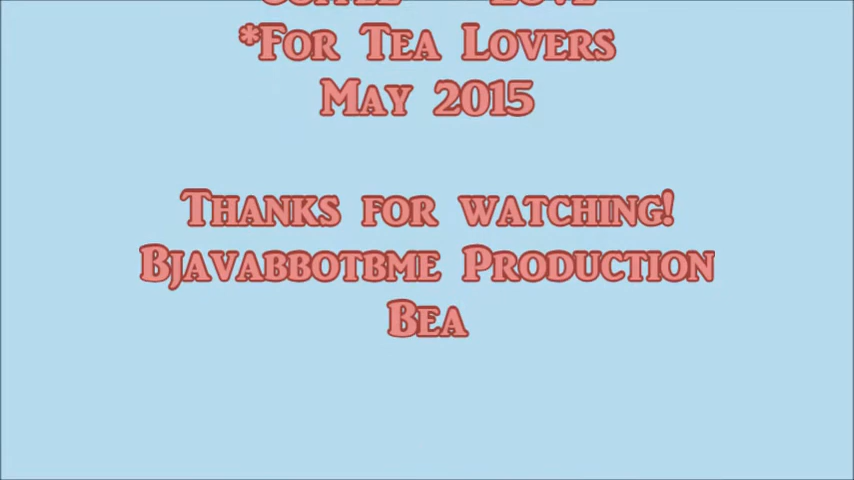 *For Tea Lovers
May 2015
Thanks for watching!
Bjavabbotbme Production
Bea